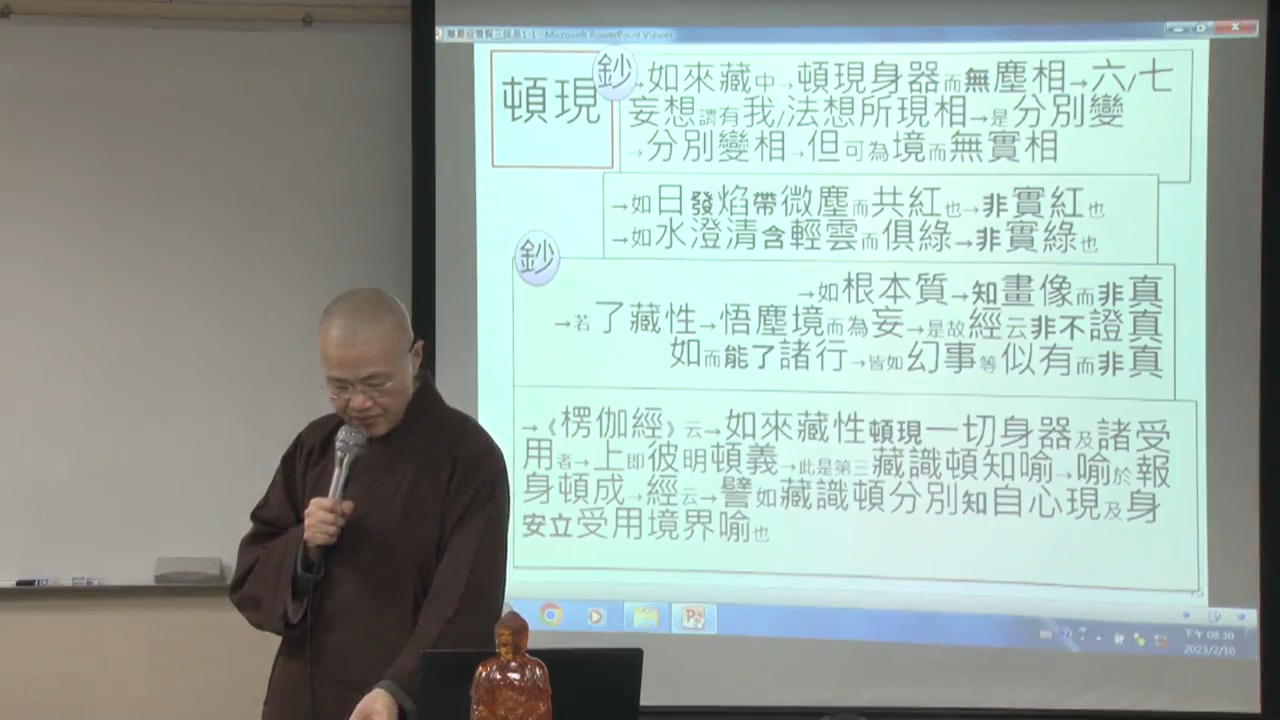 華嚴經普賢三昧品1-1 - Microsoft PowerPoint Viewer
頓現
鈔
→如來藏中→頓現身器而無塵相→六/七
妄想謂有我/法想所現相→是分別變
→分別變相→但可為境而無實相
→如日發焰帶微塵而共紅也→非實紅也
→如水澄清含輕雲而俱綠→非實綠也
鈔
→如根本質→知畫像而非真
→若了藏性→悟塵境而為妄→是故經云非不證真
如而能了諸行→皆如幻事等似有而非真
→《楞伽經》云→如來藏性頓現一切身器及諸受
用者→上即彼明頓義→此是第三藏識頓知喻→喻於報
身頓成→經云→譬如藏識頓分別知自心現及身
安立受用境界喻也
下午 08:30
2023/2/10